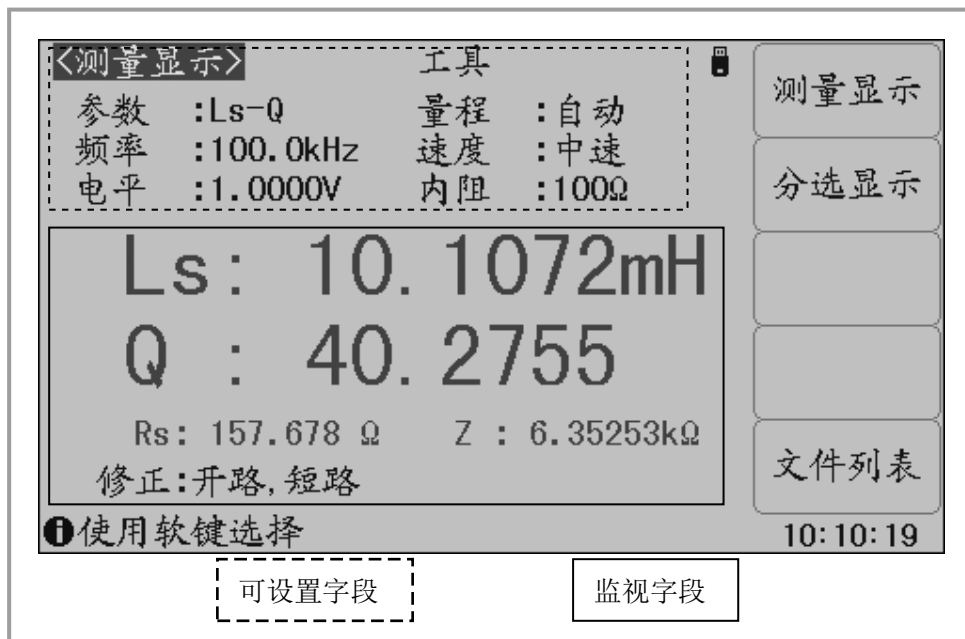 <测量显示> 工具
参数 :Ls-Q 量程 :自动
频率 :100.0kHz 速度 :中速
电平 :1.0000V 内阻 :100Ω
Ls: 10.1072mH
Q : 40.2755
Rs: 157.678 Ω Z : 6.35253kΩ
修正:开路,短路
使用软键选择
测量显示
分选显示
文件列表
10:10:19
可设置字段 监视字段